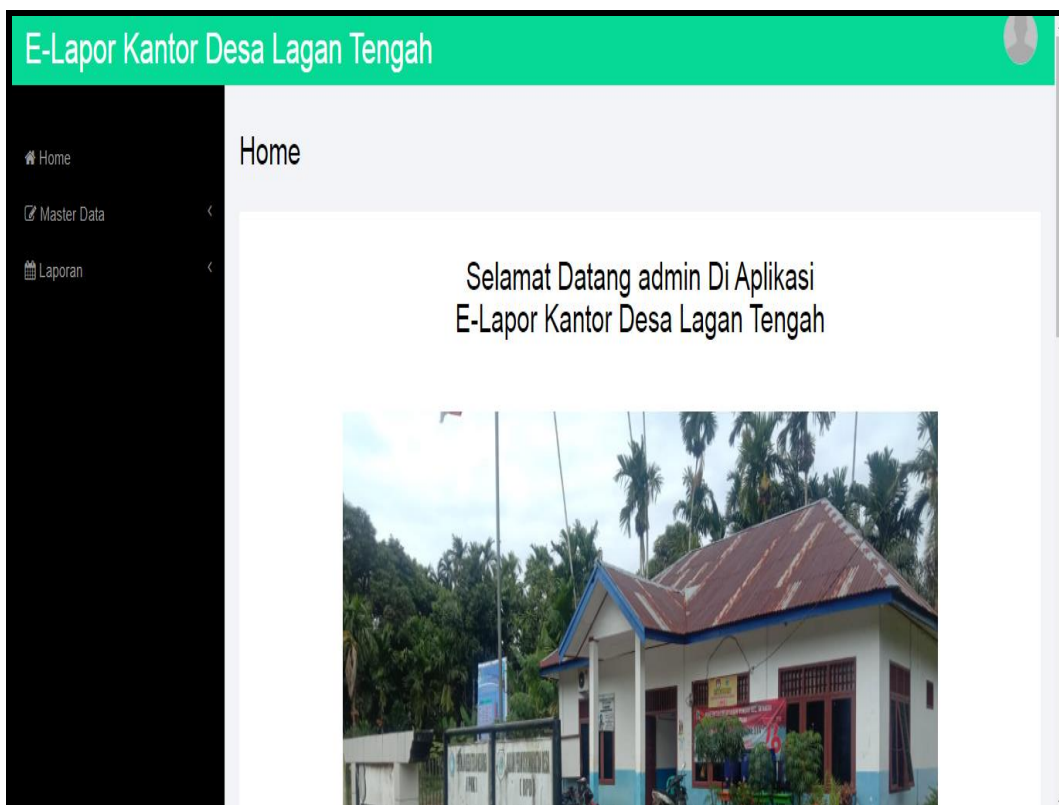 E-Lapor Kantor Desa Lagan Tengah
Home
Master Data
Laporan
Home
Selamat Datang admin Di Aplikasi
E-Lapor Kantor Desa Lagan Tengah